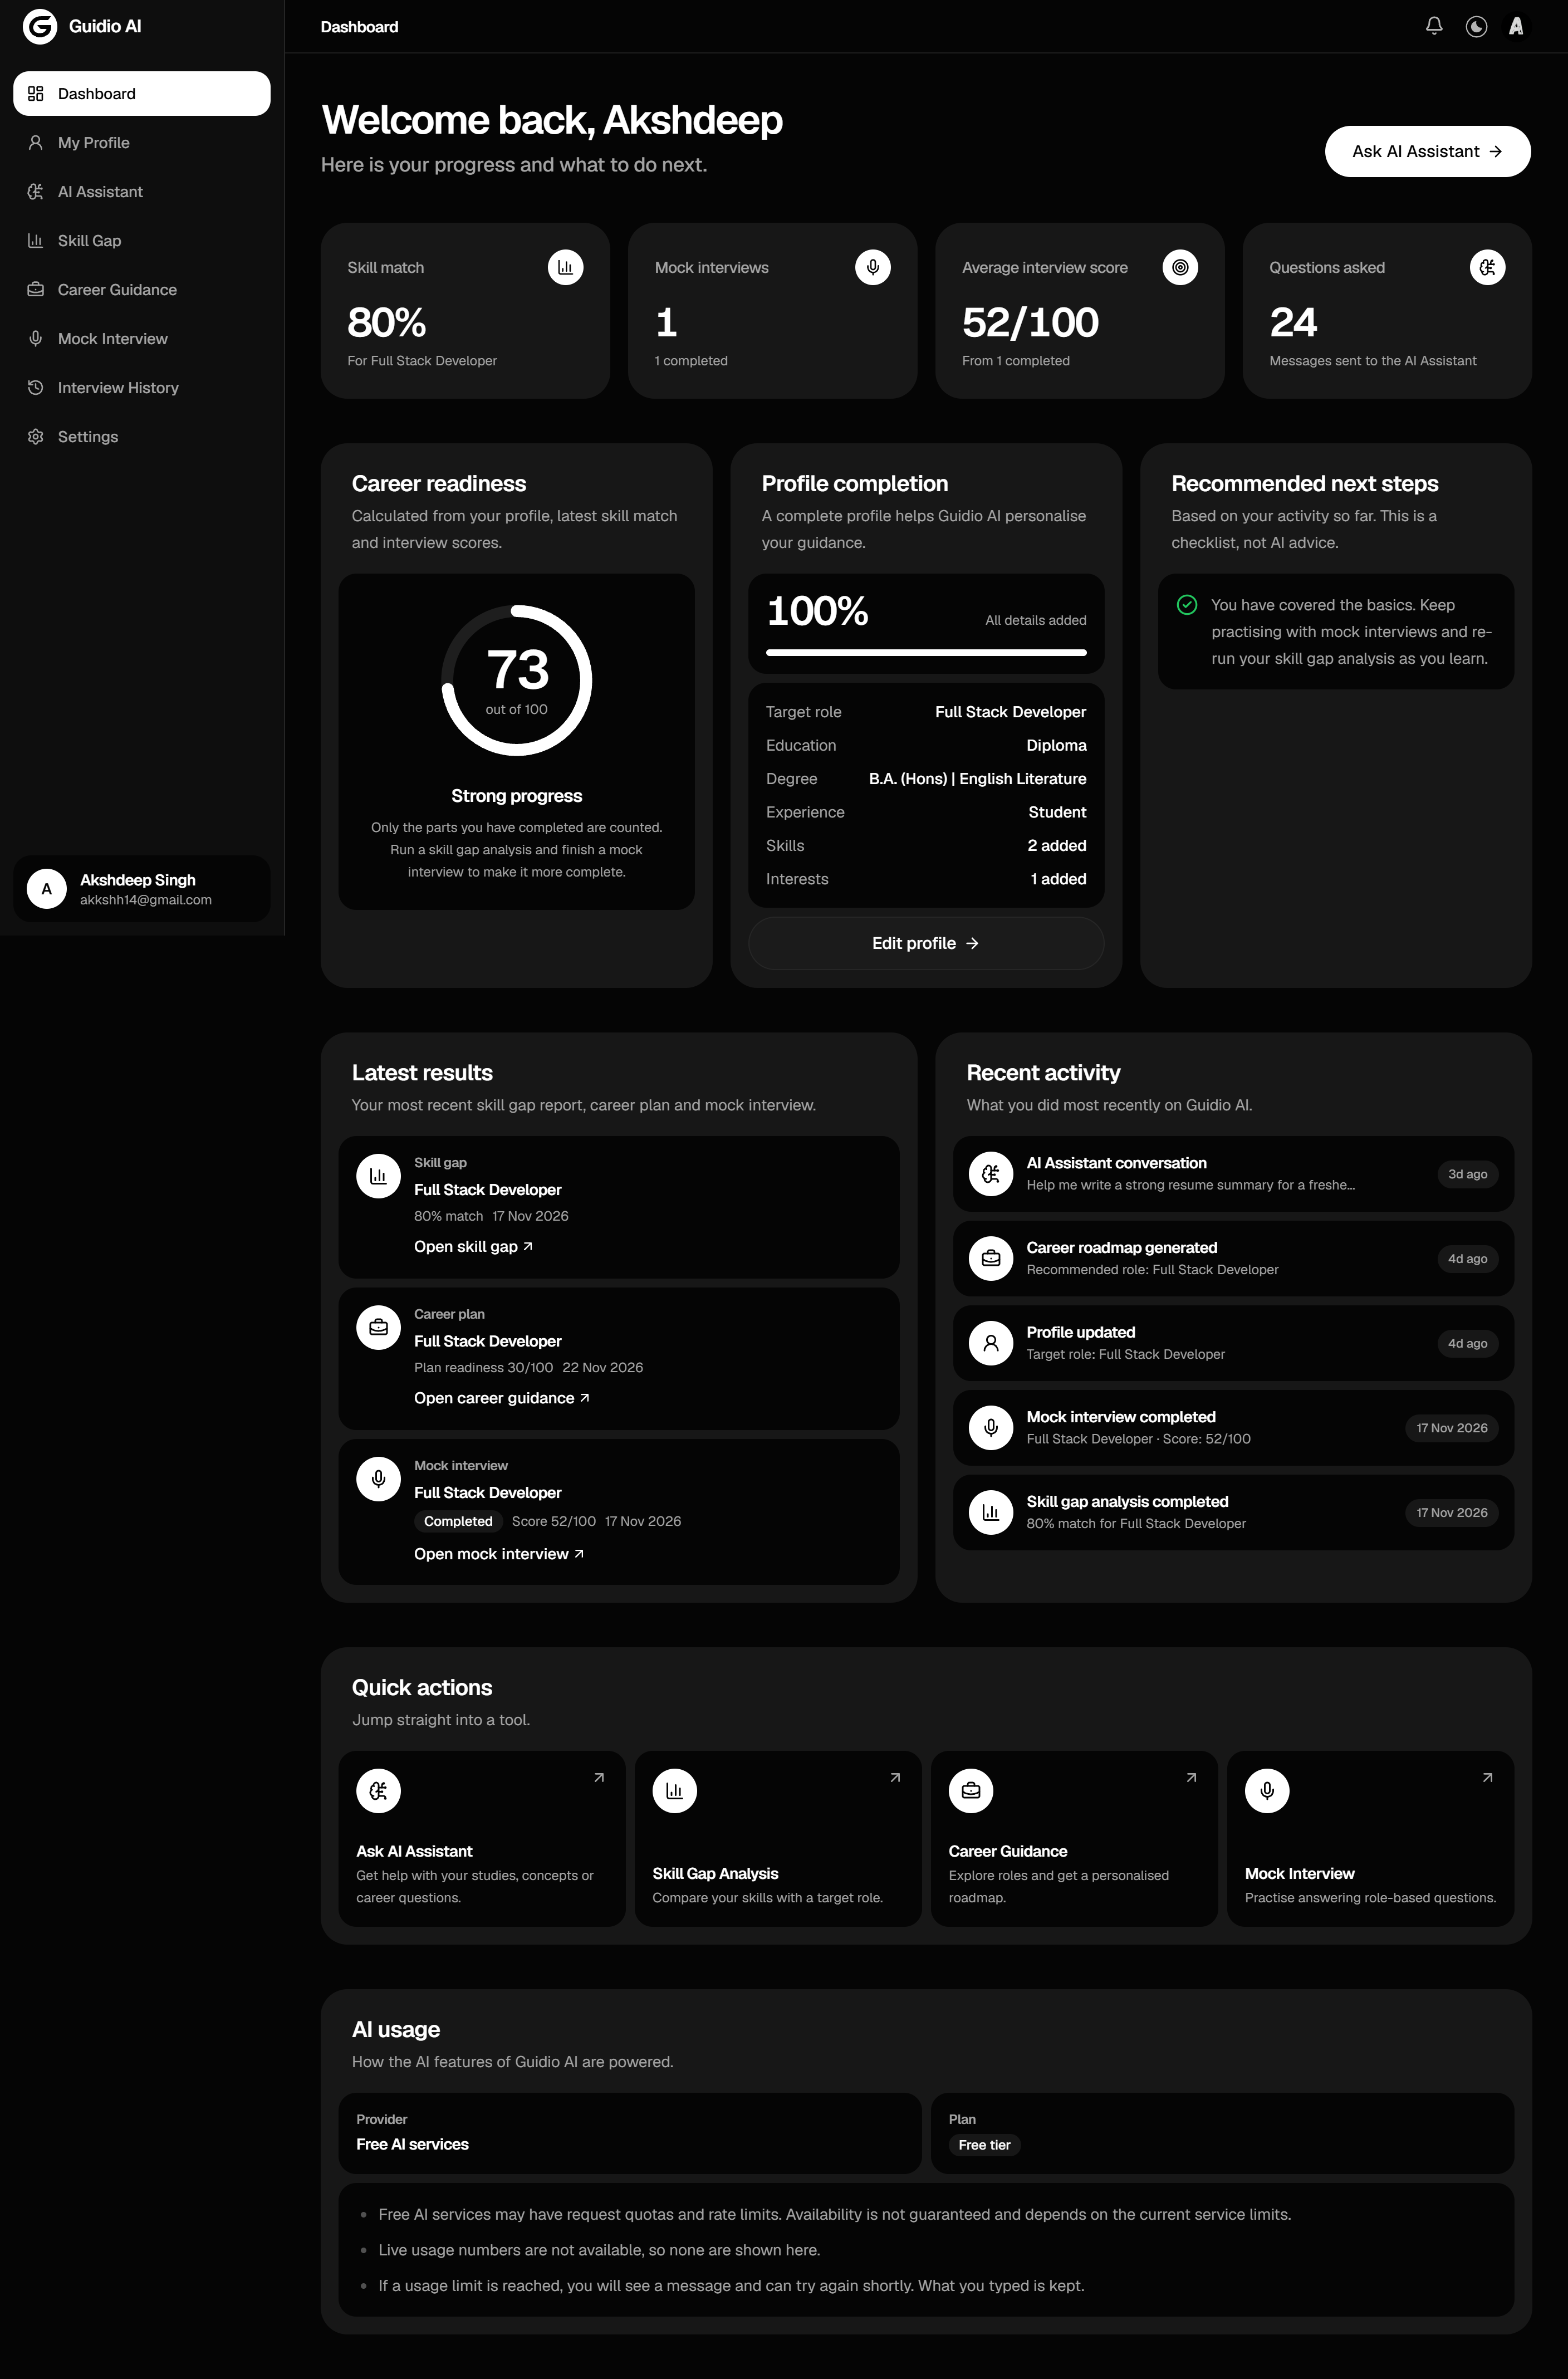 Guidio AI
Dashboard
My Profile
AI Assistant
Skill Gap
Career Guidance
Mock Interview
Interview History
Settings
A
Akshdeep Singh
akkshh14@gmail.com
Dashboard
A
Welcome back, Akshdeep
Here is your progress and what to do next.
Ask AI Assistant →
Skill match
80%
For Full Stack Developer
Mock interviews
1
1 completed
Average interview score
52/100
From 1 completed
Questions asked
24
Messages sent to the AI Assistant
Career readiness
Calculated from your profile, latest skill match
and interview scores.
73
out of 100
Strong progress
Only the parts you have completed are counted.
Run a skill gap analysis and finish a mock
interview to make it more complete.
Profile completion
A complete profile helps Guidio AI personalise
your guidance.
100%
All details added
Target role Full Stack Developer
Education Diploma
Degree B.A. (Hons) | English Literature
Experience Student
Skills 2 added
Interests 1 added
Edit profile →
Recommended next steps
Based on your activity so far. This is a
checklist, not AI advice.
You have covered the basics. Keep
practising with mock interviews and re-
run your skill gap analysis as you learn.
Latest results
Your most recent skill gap report, career plan and mock interview.
Skill gap
Full Stack Developer
80% match 17 Nov 2026
Open skill gap ↗
Career plan
Full Stack Developer
Plan readiness 30/100 22 Nov 2026
Open career guidance ↗
Mock interview
Full Stack Developer
Completed Score 52/100 17 Nov 2026
Open mock interview ↗
Recent activity
What you did most recently on Guidio AI.
AI Assistant conversation
Help me write a strong resume summary for a freshe...
3d ago
Career roadmap generated
Recommended role: Full Stack Developer
4d ago
Profile updated
Target role: Full Stack Developer
4d ago
Mock interview completed
Full Stack Developer · Score: 52/100
17 Nov 2026
Skill gap analysis completed
80% match for Full Stack Developer
17 Nov 2026
Quick actions
Jump straight into a tool.
Ask AI Assistant
Get help with your studies, concepts or
career questions.
Skill Gap Analysis
Compare your skills with a target role.
Career Guidance
Explore roles and get a personalised
roadmap.
Mock Interview
Practise answering role-based questions.
AI usage
How the AI features of Guidio AI are powered.
Provider
Free AI services
Plan
Free tier
• Free AI services may have request quotas and rate limits. Availability is not guaranteed and depends on the current service limits.
• Live usage numbers are not available, so none are shown here.
• If a usage limit is reached, you will see a message and can try again shortly. What you typed is kept.